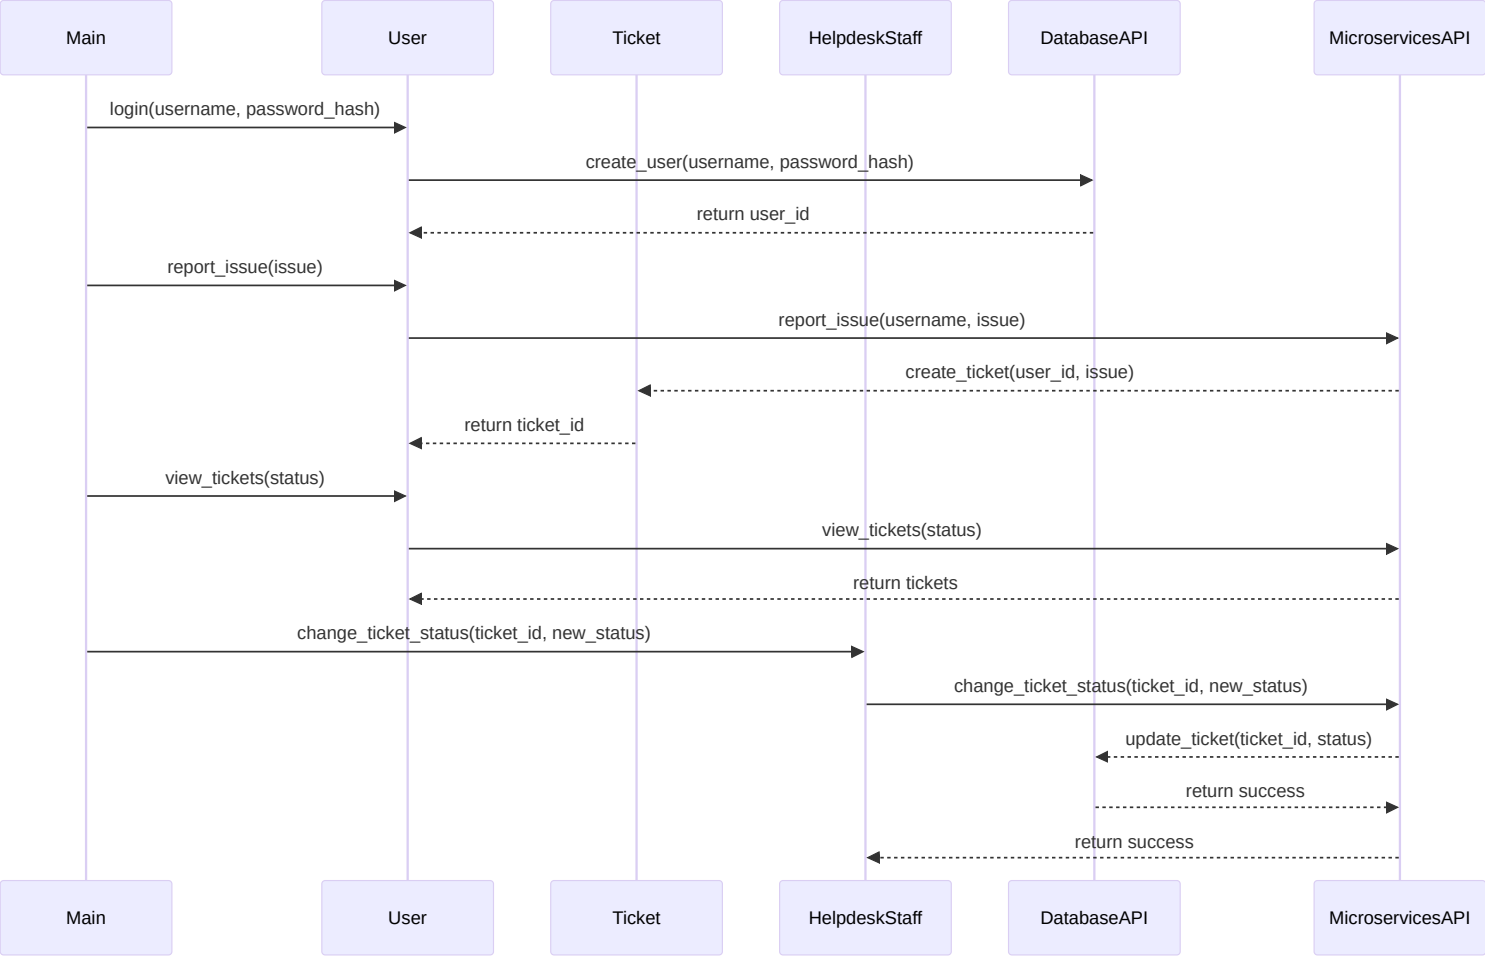 Main
User
Ticket
HelpdeskStaff
DatabaseAPI
MicroservicesAPI
login(username, password_hash)
create_user(username, password_hash)
return user_id
report_issue(issue)
report_issue(username, issue)
create_ticket(user_id, issue)
return ticket_id
view_tickets(status)
view_tickets(status)
return tickets
change_ticket_status(ticket_id, new_status)
change_ticket_status(ticket_id, new_status)
update_ticket(ticket_id, status)
return success
return success
Main
User
Ticket
HelpdeskStaff
DatabaseAPI
MicroservicesAPI